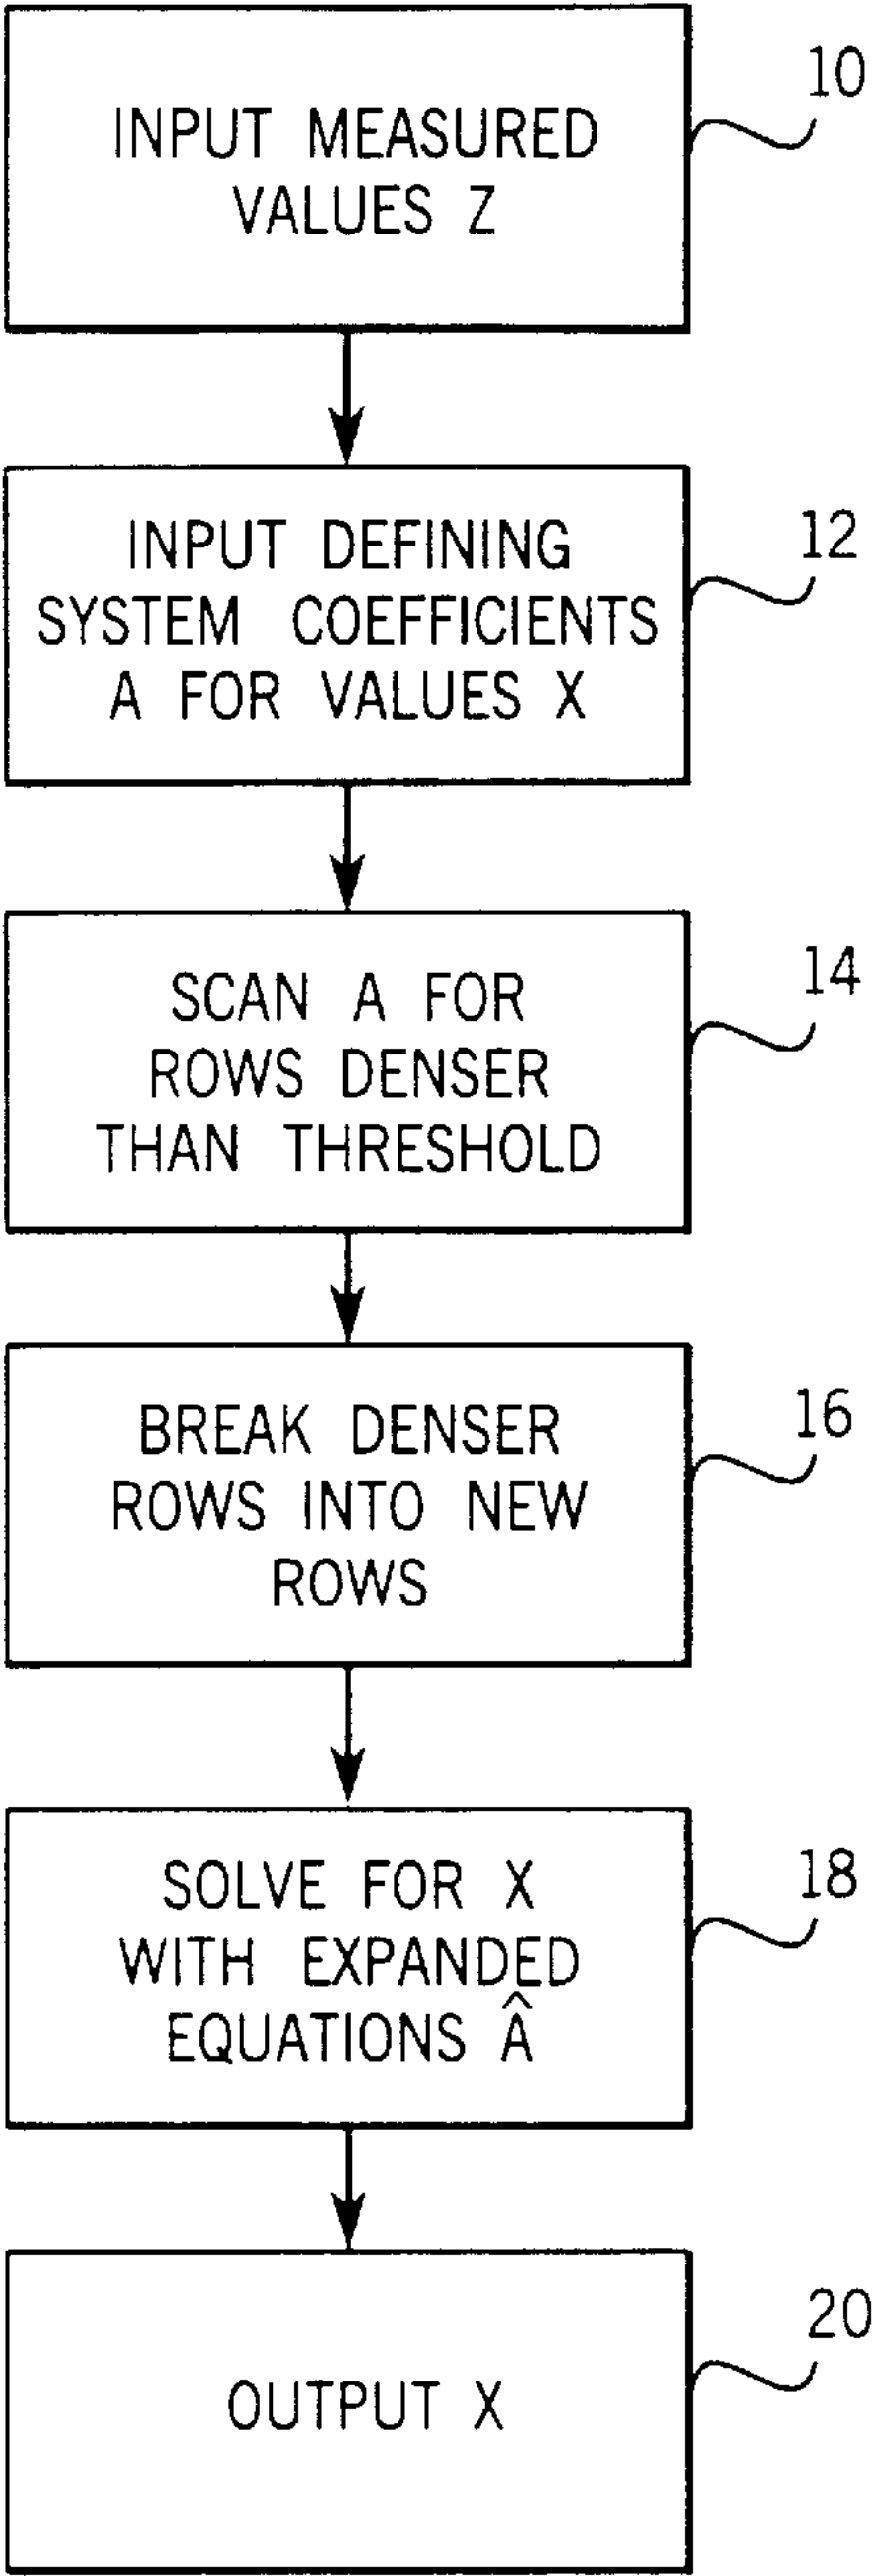 INPUT MEASURED
VALUES Z
10
INPUT DEFINING
SYSTEM COEFFICIENTS
A FOR VALUES X
12
SCAN A FOR
ROWS DENSER
THAN THRESHOLD
14
BREAK DENSER
ROWS INTO NEW
ROWS
16
SOLVE FOR X
WITH EXPANDED
EQUATIONS Â
18
OUTPUT X
20